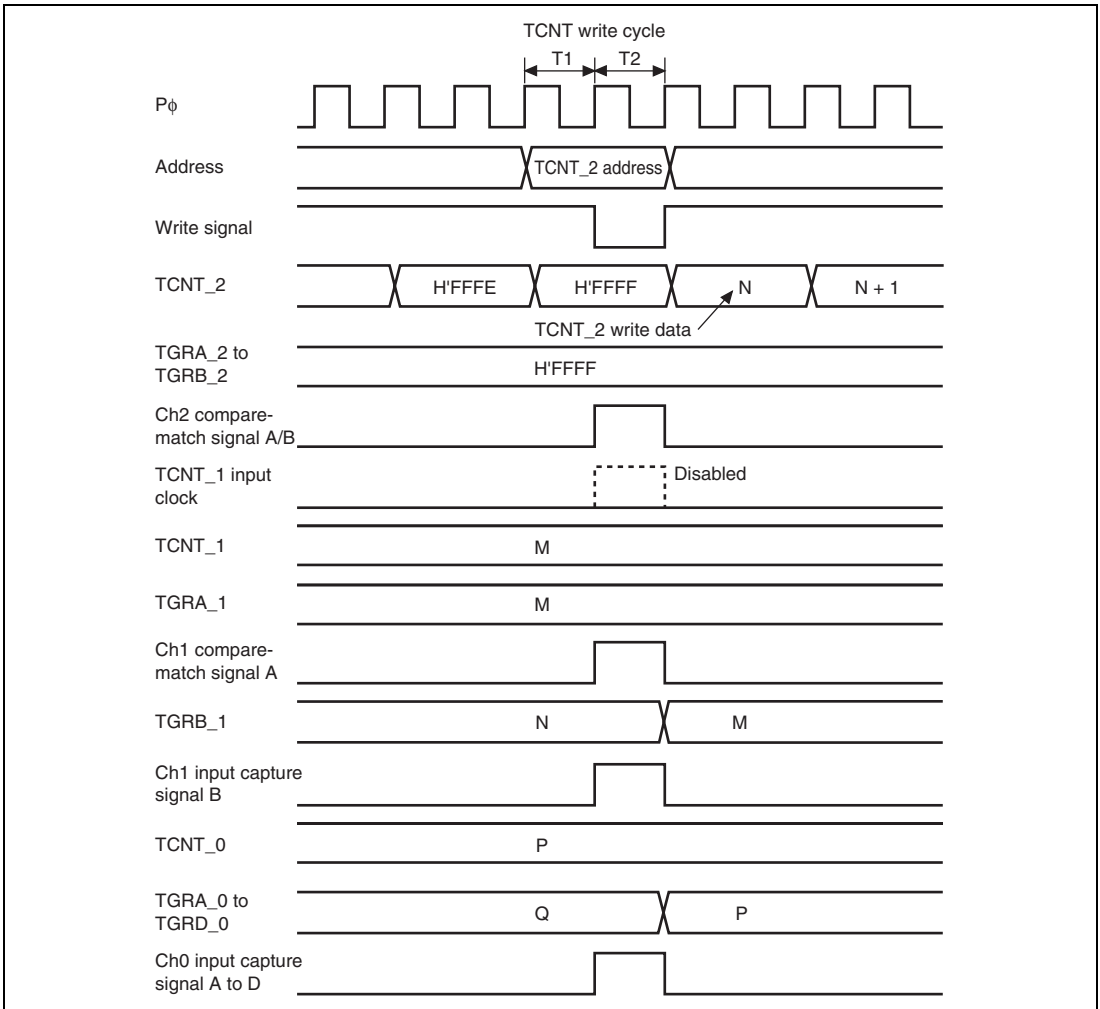 TCNT write cycle
T1 T2
Pϕ
Address
TCNT_2 address
Write signal
TCNT_2
H'FFFE H'FFFF N N + 1
TCNT_2 write data
TGRA_2 to
TGRB_2
H'FFFF
Ch2 compare-
match signal A/B
TCNT_1 input
clock
Disabled
TCNT_1
M
TGRA_1
M
Ch1 compare-
match signal A
TGRB_1
N M
Ch1 input capture
signal B
TCNT_0
P
TGRA_0 to
TGRD_0
Q P
Ch0 input capture
signal A to D